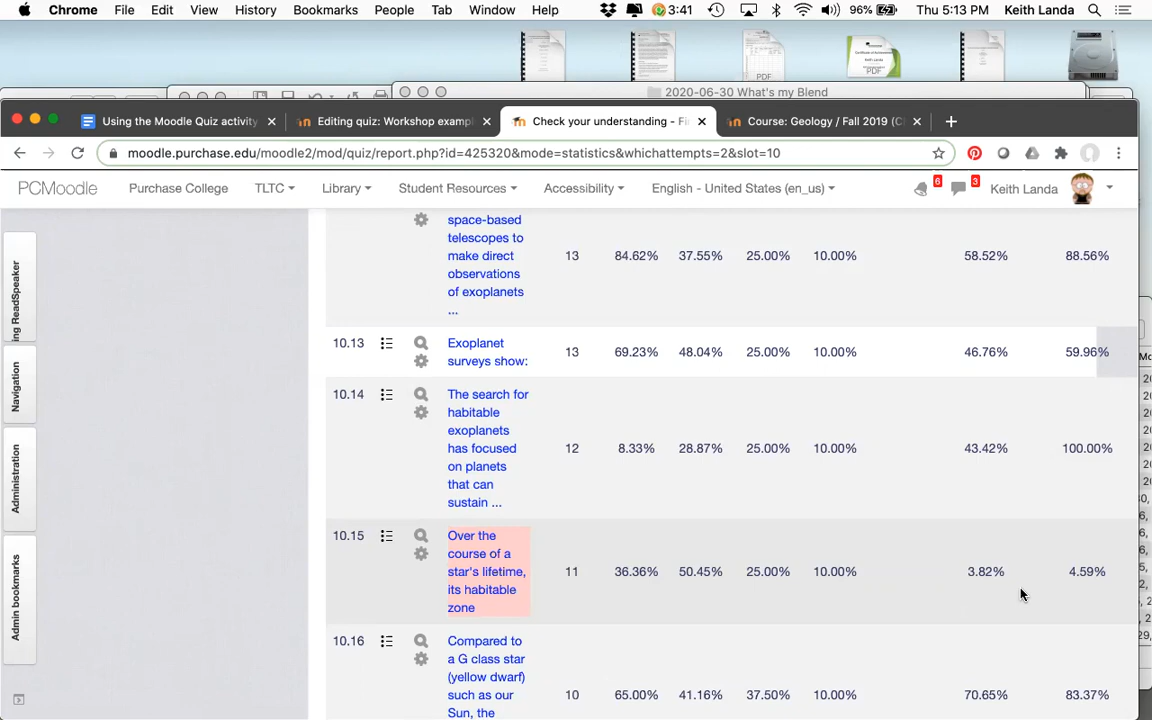 Chrome File Edit View History Bookmarks People Tab Window Help 3:41 96% Thu 5:13 PM Keith Landa
PDF
PDF
2020-06-30 What's my Blend
Using the Moodle Quiz activity
Editing quiz: Workshop exampl
Check your understanding - Fi
Course: Geology / Fall 2019 (C
moodle.purchase.edu/moodle2/mod/quiz/report.php?id=425320&mode=statistics&whichattempts=2&slot=10
PCMoodle Purchase College TLTC Library Student Resources Accessibility English - United States (en_us) 6 3 Keith Landa
ng ReadSpeaker
Navigation
Administration
Admin bookmarks
space-based
telescopes to
make direct
observations
of exoplanets
...
13 84.62% 37.55% 25.00% 10.00% 58.52% 88.56%
10.13 Exoplanet
surveys show:
13 69.23% 48.04% 25.00% 10.00% 46.76% 59.96%
10.14 The search for
habitable
exoplanets
has focused
on planets
that can
sustain ...
12 8.33% 28.87% 25.00% 10.00% 43.42% 100.00%
10.15 Over the
course of a
star's lifetime,
its habitable
zone
11 36.36% 50.45% 25.00% 10.00% 3.82% 4.59%
10.16 Compared to
a G class star
(yellow dwarf)
such as our
Sun, the
10 65.00% 41.16% 37.50% 10.00% 70.65% 83.37%